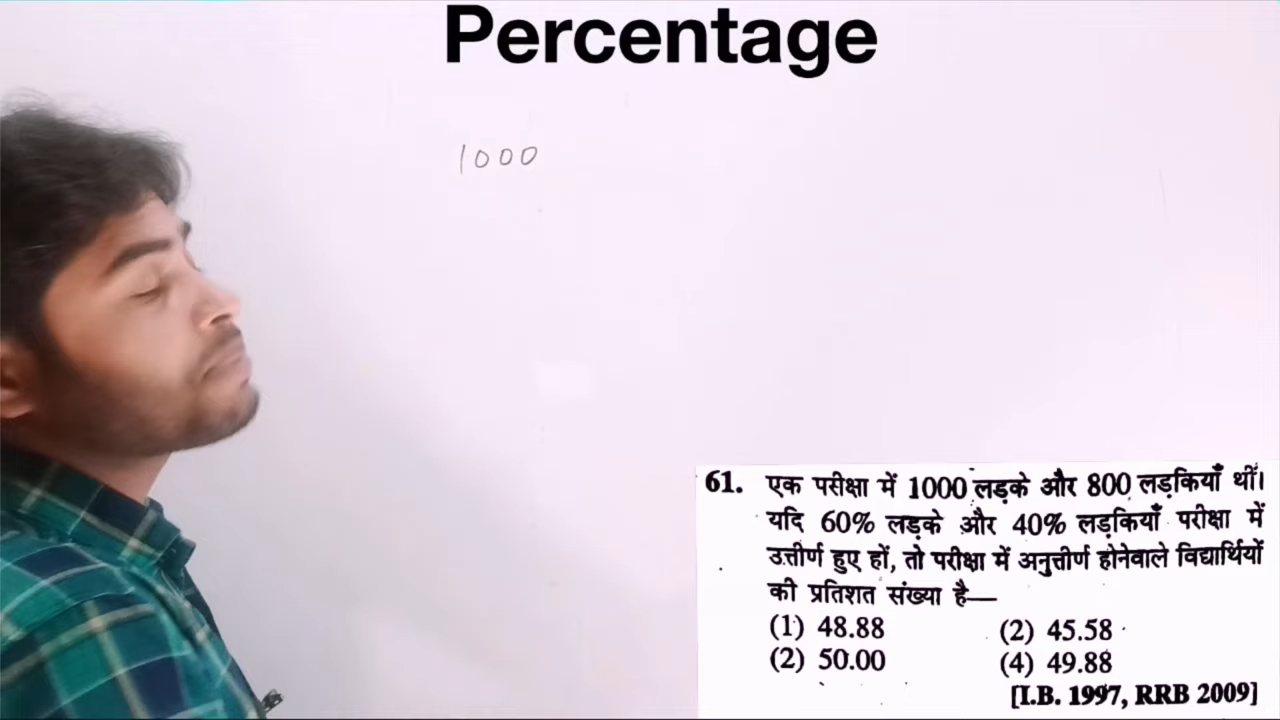 Percentage
1000
61. एक परीक्षा में 1000 लड़के और 800 लड़कियाँ थीं।
यदि 60% लड़के और 40% लड़कियाँ परीक्षा में
उत्तीर्ण हुए हों, तो परीक्षा में अनुत्तीर्ण होनेवाले विद्यार्थियों
की प्रतिशत संख्या है—
(1) 48.88 (2) 45.58
(2) 50.00 (4) 49.88
[I.B. 1997, RRB 2009]